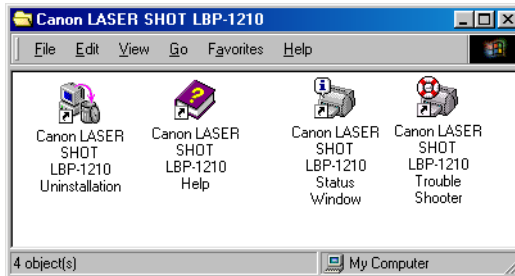 Canon LASER SHOT LBP-1210
File Edit View Go Favorites Help
Canon LASER
SHOT
LBP-1210
Uninstallation
Canon LASER
SHOT
LBP-1210
Help
Canon LASER
SHOT
LBP-1210
Status
Window
Canon LASER
SHOT
LBP-1210
Trouble
Shooter
4 object(s)
My Computer